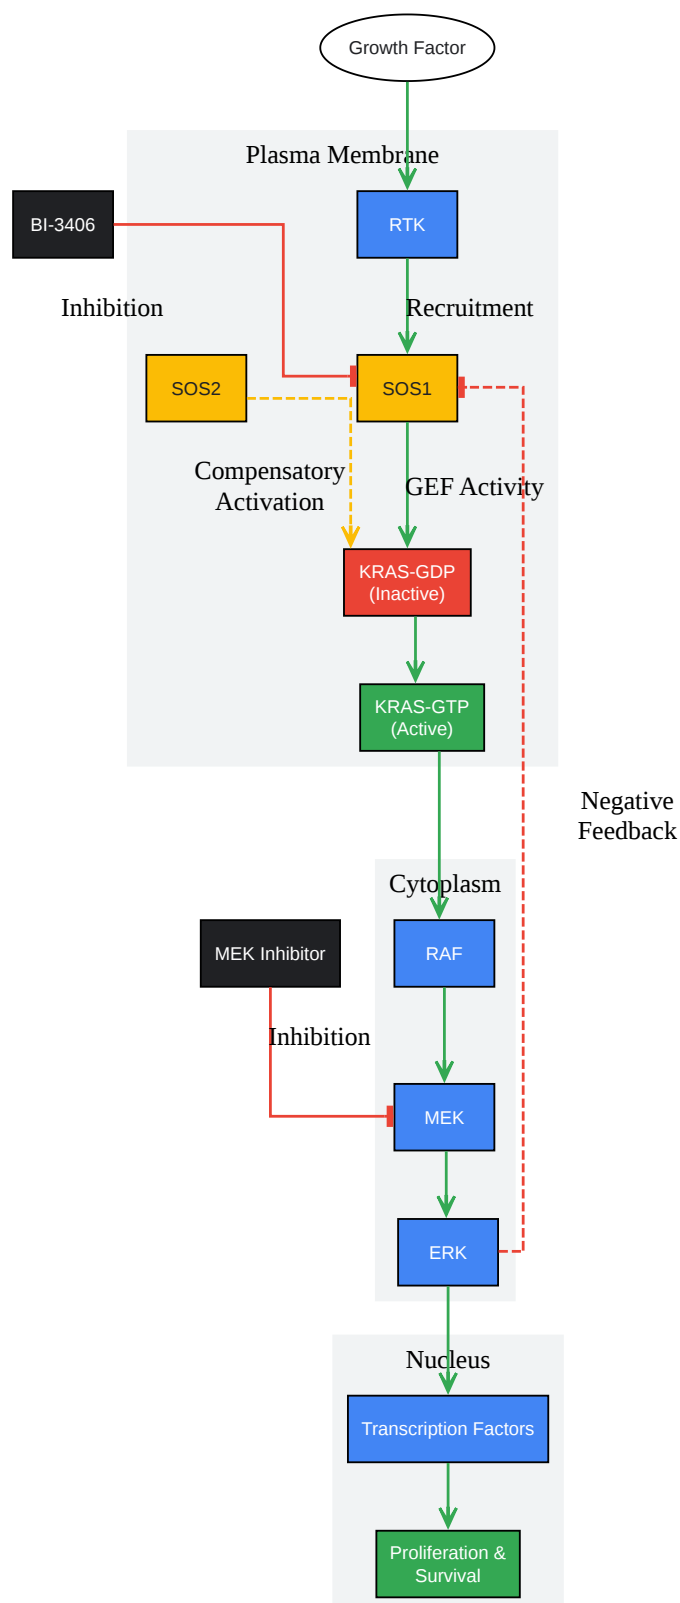 Growth Factor
Plasma Membrane
BI-3406
RTK
Inhibition
Recruitment
SOS2
SOS1
Compensatory
Activation
GEF Activity
KRAS-GDP
(Inactive)
KRAS-GTP
(Active)
Negative
Feedback
Cytoplasm
MEK Inhibitor
RAF
Inhibition
MEK
ERK
Nucleus
Transcription Factors
Proliferation &
Survival